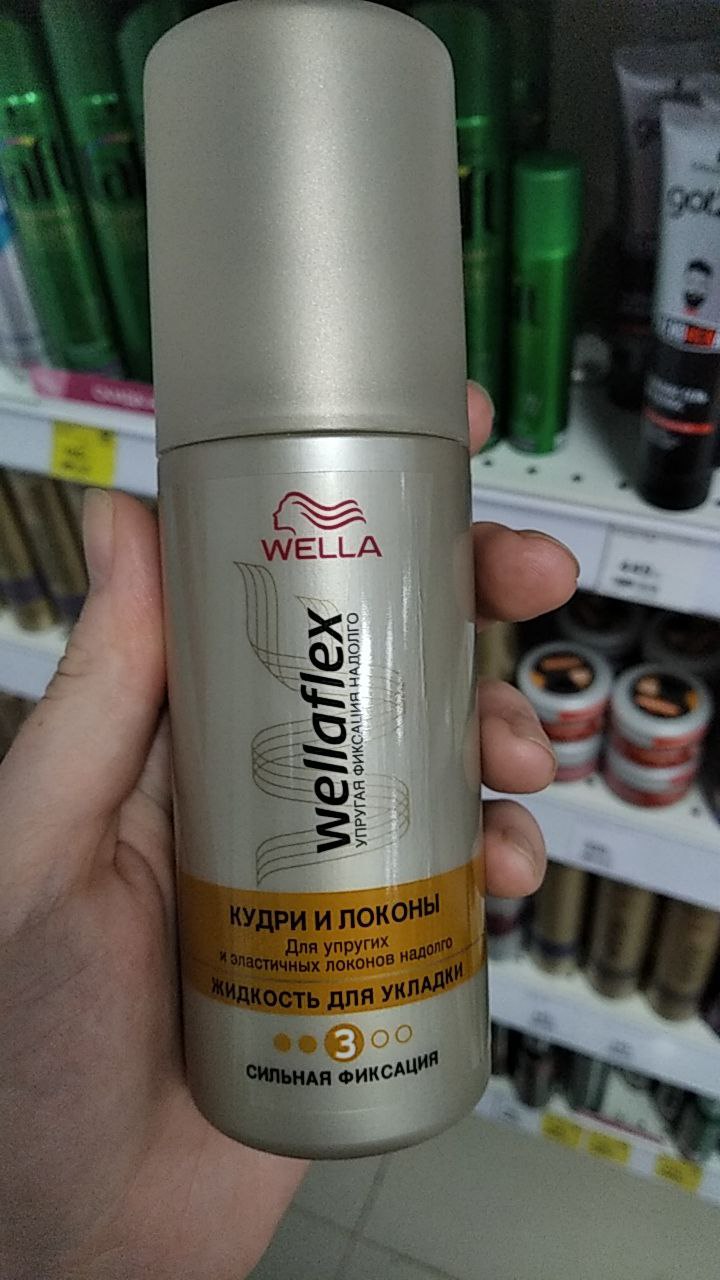 WELLA
wellaflex
УПРУГАЯ ФИКСАЦИЯ НАДОЛГО
КУДРИ И ЛОКОНЫ
Для упругих
и эластичных локонов надолго
ЖИДКОСТЬ ДЛЯ УКЛАДКИ
3
СИЛЬНАЯ ФИКСАЦИЯ